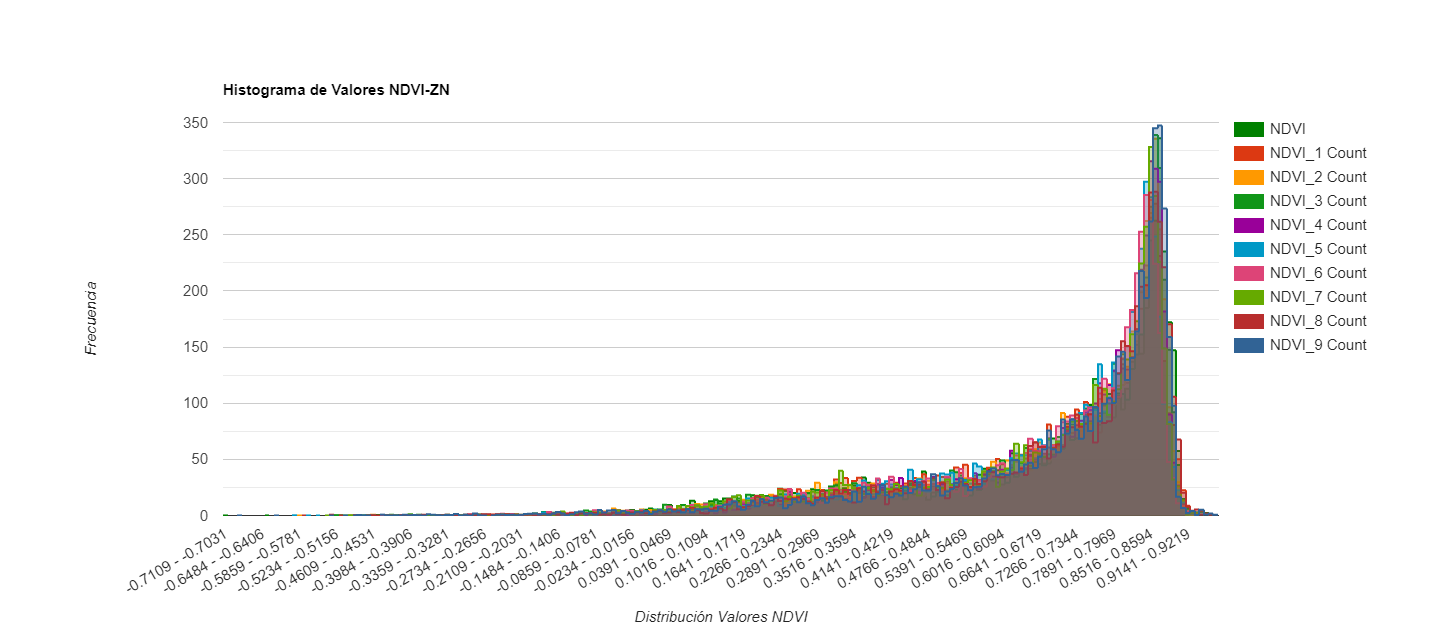 Histograma de Valores NDVI-ZN
350
300
250
200
150
100
50
0
Frecuencia
NDVI
NDVI_1 Count
NDVI_2 Count
NDVI_3 Count
NDVI_4 Count
NDVI_5 Count
NDVI_6 Count
NDVI_7 Count
NDVI_8 Count
NDVI_9 Count
-0.7109 - -0.7031
-0.6484 - -0.6406
-0.5859 - -0.5781
-0.5234 - -0.5156
-0.4609 - -0.4531
-0.3984 - -0.3906
-0.3359 - -0.3281
-0.2734 - -0.2656
-0.2109 - -0.2031
-0.1484 - -0.1406
-0.0859 - -0.0781
-0.0234 - -0.0156
0.0391 - 0.0469
0.1016 - 0.1094
0.1641 - 0.1719
0.2266 - 0.2344
0.2891 - 0.2969
0.3516 - 0.3594
0.4141 - 0.4219
0.4766 - 0.4844
0.5391 - 0.5469
0.6016 - 0.6094
0.6641 - 0.6719
0.7266 - 0.7344
0.7891 - 0.7969
0.8516 - 0.8594
0.9141 - 0.9219
Distribución Valores NDVI